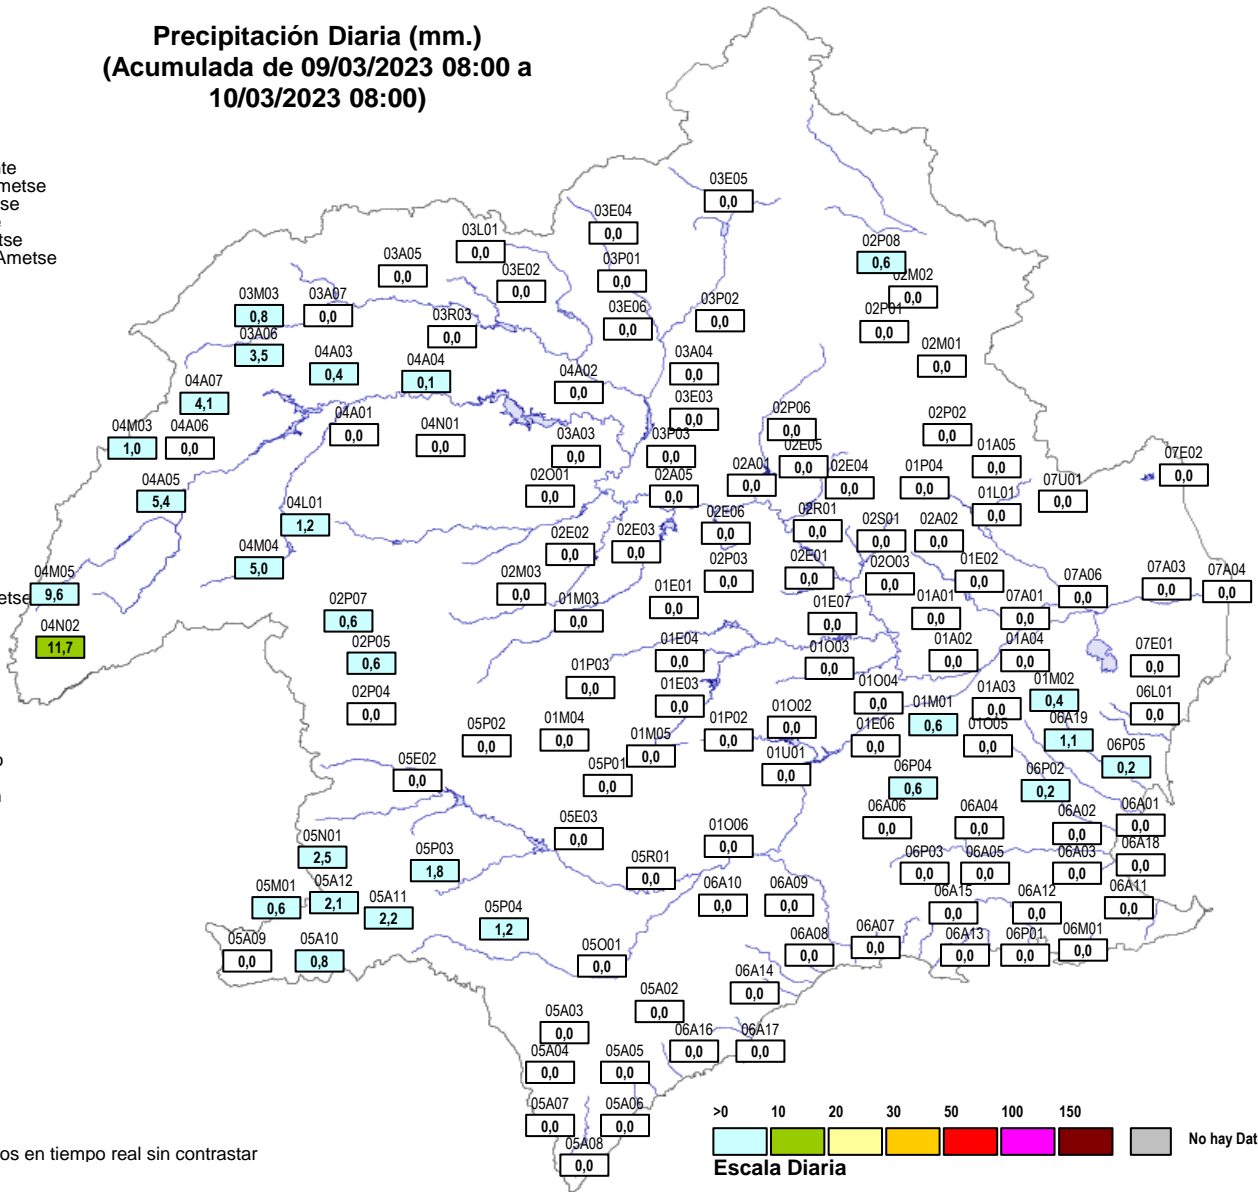 Precipitación Diaria (mm.)
(Acumulada de 09/03/2023 08:00 a
10/03/2023 08:00)
03E05
0,0
03E04
0,0
03L01
0,0
03A05
0,0
03P01
0,0
03E02
0,0
02P08
0,6
02M02
0,0
03M03
0,8
03A07
0,0
03R03
0,0
03E06
0,0
03P02
0,0
02P01
0,0
03A06
3,5
04A03
0,4
04A04
0,1
04A02
0,0
03A04
0,0
02M01
0,0
04A07
4,1
03E03
0,0
04M03
1,0
04A06
0,0
04A01
0,0
04N01
0,0
03A03
0,0
03P03
0,0
02P06
0,0
02P02
0,0
02E05
0,0
01A05
0,0
07E02
0,0
04A05
5,4
02O01
0,0
02A05
0,0
02A01
0,0
02E04
0,0
01P04
0,0
07U01
0,0
04L01
1,2
01L01
0,0
02R01
0,0
02E06
0,0
02S01
0,0
02A02
0,0
04M04
5,0
02E02
0,0
02E03
0,0
02P03
0,0
02E01
0,0
02O03
0,0
01E02
0,0
04M05
9,6
02M03
0,0
07A06
0,0
07A03
0,0
07A04
0,0
02P07
0,6
01M03
0,0
01E01
0,0
01E07
0,0
01A01
0,0
07A01
0,0
04N02
11,7
02P05
0,6
01E04
0,0
01O03
0,0
01A02
0,0
01A04
0,0
07E01
0,0
01P03
0,0
02P04
0,0
01E03
0,0
01O04
0,0
01A03
0,0
01M02
0,4
06L01
0,0
05P02
0,0
01M04
0,0
01P02
0,0
01O02
0,0
01M01
0,6
01E06
0,0
01O05
0,0
06A19
1,1
01M05
0,0
01U01
0,0
06P05
0,2
05E02
0,0
05P01
0,0
06P04
0,6
06P02
0,2
05E03
0,0
01O06
0,0
06A06
0,0
06A04
0,0
06A02
0,0
06A01
0,0
05N01
2,5
05P03
1,8
05R01
0,0
06P03
0,0
06A05
0,0
06A03
0,0
06A18
0,0
05M01
0,6
05A12
2,1
05A11
2,2
05P04
1,2
06A10
0,0
06A09
0,0
06A15
0,0
06A12
0,0
06A11
0,0
05A09
0,0
05A10
0,8
05O01
0,0
06A08
0,0
06A07
0,0
06A13
0,0
06P01
0,0
06M01
0,0
06A14
0,0
05A02
0,0
05A03
0,0
06A16
0,0
06A17
0,0
05A04
0,0
05A05
0,0
05A07
0,0
05A06
0,0
05A08
0,0
>0 10 20 30 50 100 150
No hay Dat
Escala Diaria
os en tiempo real sin contrastar